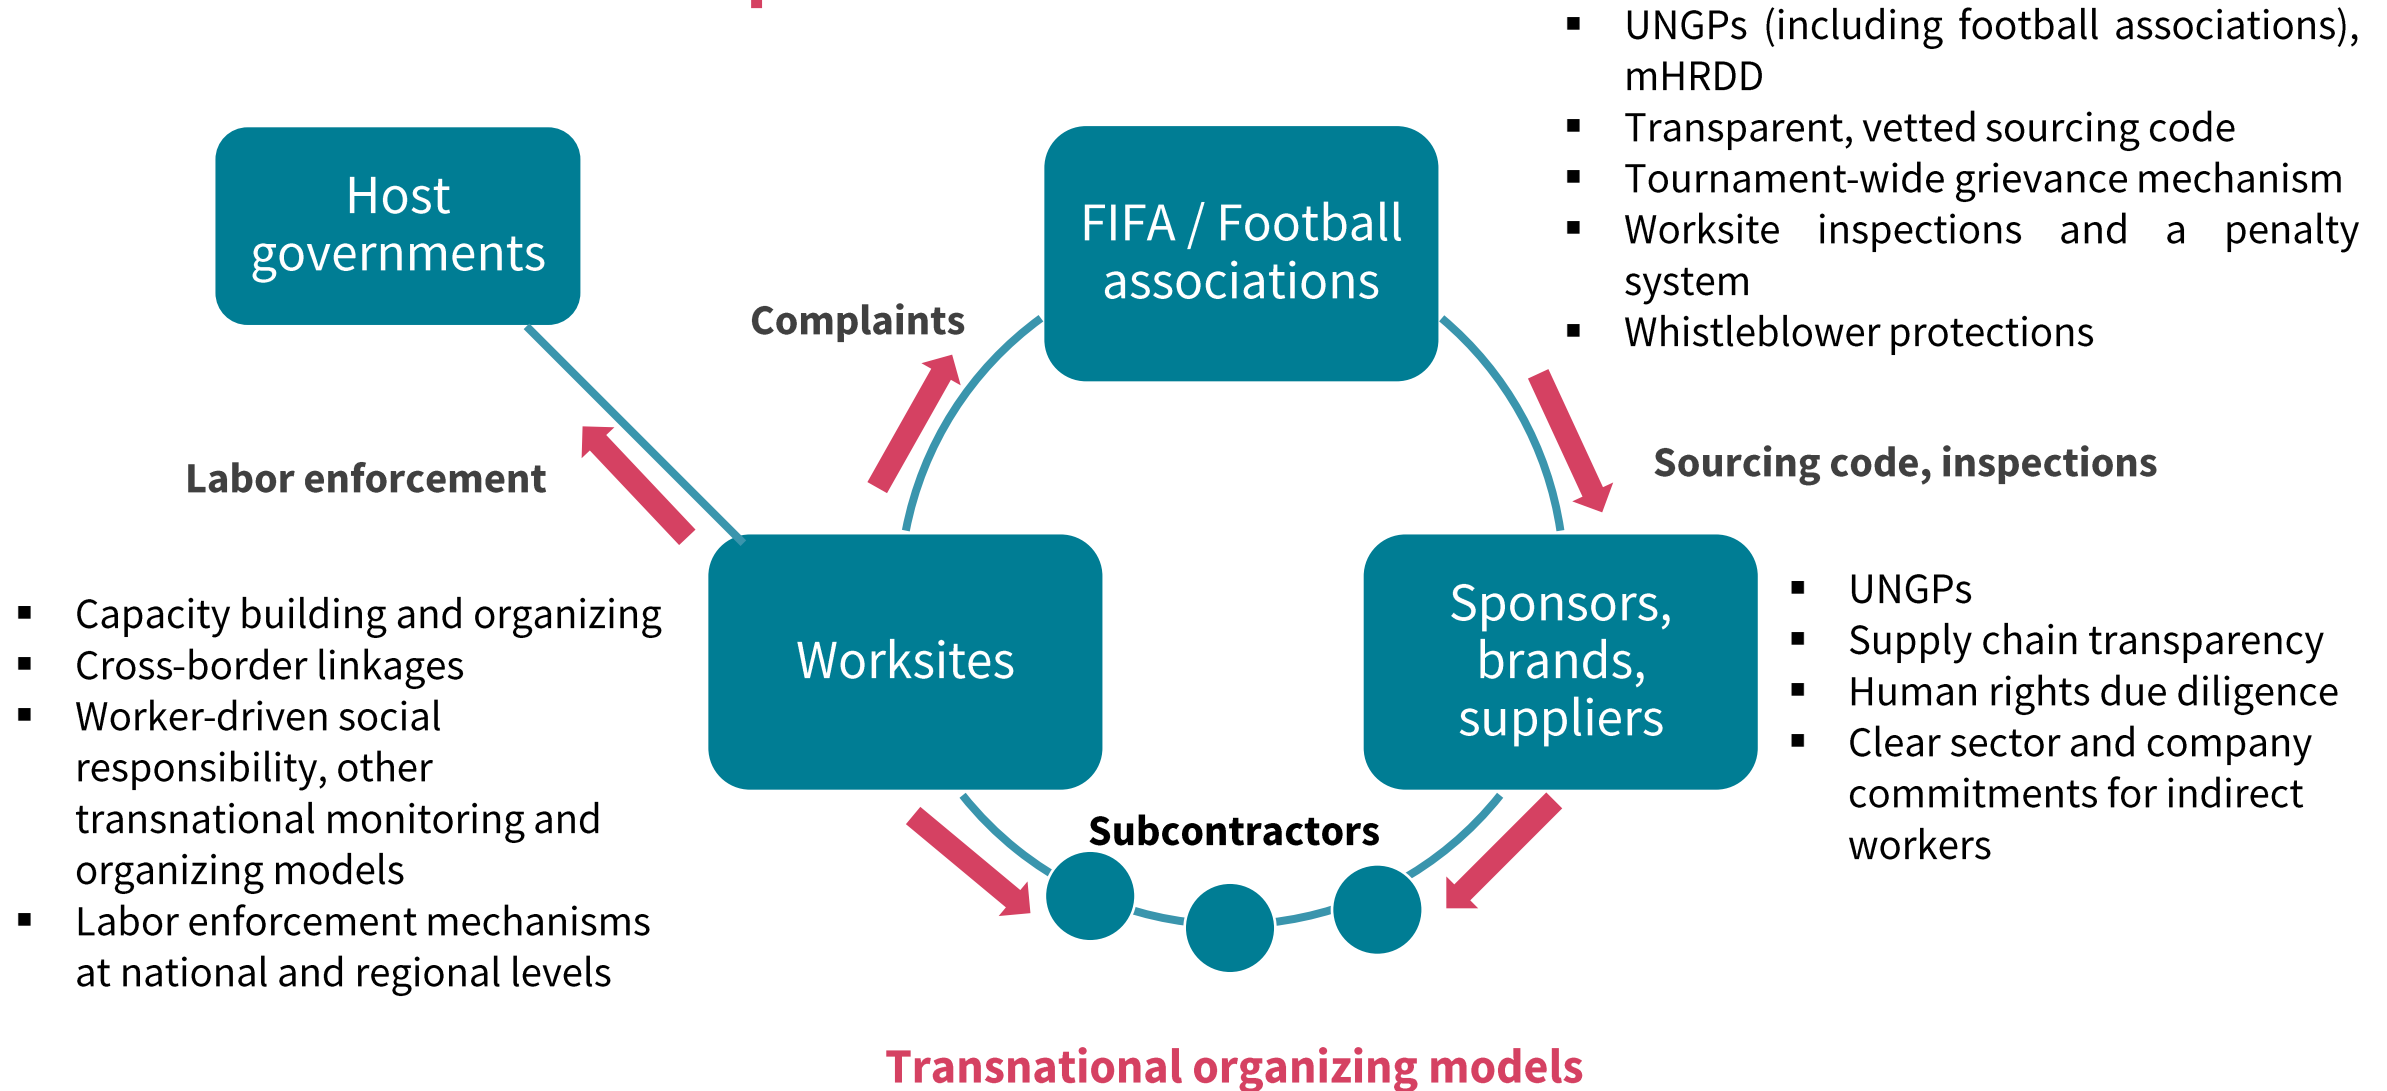 ▪ UNGPs (including football associations),
mHRDD
▪ Transparent, vetted sourcing code
▪ Tournament-wide grievance mechanism
▪ Worksite inspections and a penalty
system
▪ Whistleblower protections
Host
governments
FIFA / Football
associations
Complaints
Labor enforcement
Sourcing code, inspections
▪ Capacity building and organizing
▪ Cross-border linkages
▪ Worker-driven social
responsibility, other
transnational monitoring and
organizing models
▪ Labor enforcement mechanisms
at national and regional levels
Worksites
Sponsors,
brands,
suppliers
▪ UNGPs
▪ Supply chain transparency
▪ Human rights due diligence
▪ Clear sector and company
commitments for indirect
workers
Subcontractors
Transnational organizing models